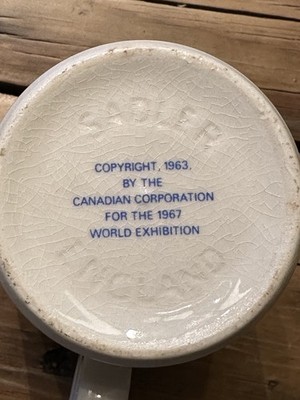 SADLER
COPYRIGHT, 1963,
BY THE
CANADIAN CORPORATION
FOR THE 1967
WORLD EXHIBITION
ENGLAND